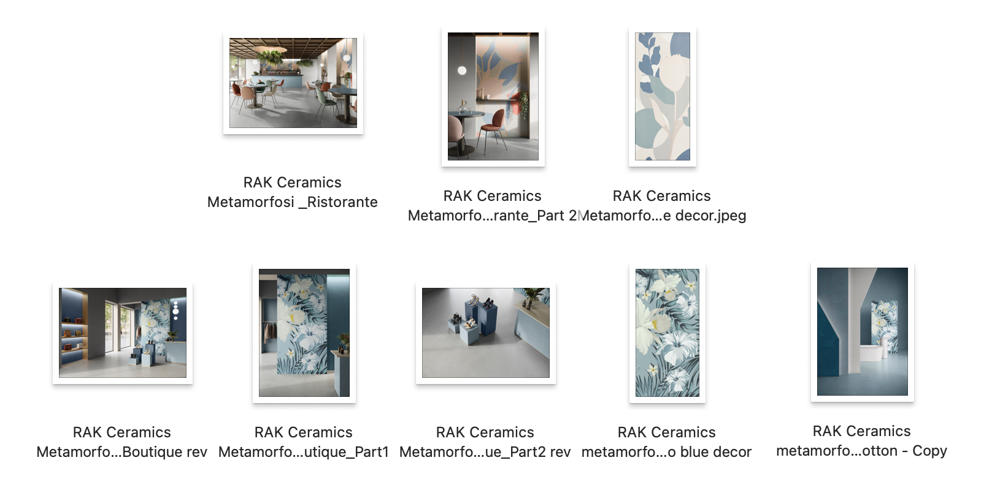 RAK Ceramics
Metamorfosi _Ristorante
RAK Ceramics
Metamorfo...rante_Part 2
RAK Ceramics
Metamorfo...e decor.jpeg
RAK Ceramics
Metamorfo...Boutique rev
RAK Ceramics
Metamorfo...utique_Part1
RAK Ceramics
Metamorfo...ue_Part2 rev
RAK Ceramics
metamorfo...o blue decor
RAK Ceramics
metamorfo...otton - Copy